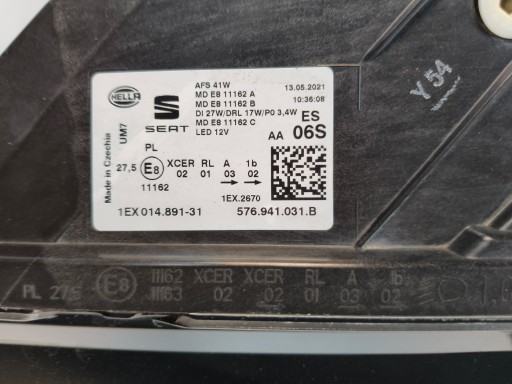 Y 54
HELLA
SEAT
AFS 41W
MD E8 11162 A
MD E8 11162 B
DI 27W/DRL 17W/P0 3,4W
MD E8 11162 C
LED 12V
13.05.2021
10:36:08
ES
AA 06S
Made in Czechia
UM7
PL
27,5 E8 XCER RL A 1b
02 01 03 02
11162
1EX.2670
1EX 014.891-31
576.941.031.B
PL 27,5 E8 11162 XCER XCER RL A 1b
11163 02 02 01 03 02